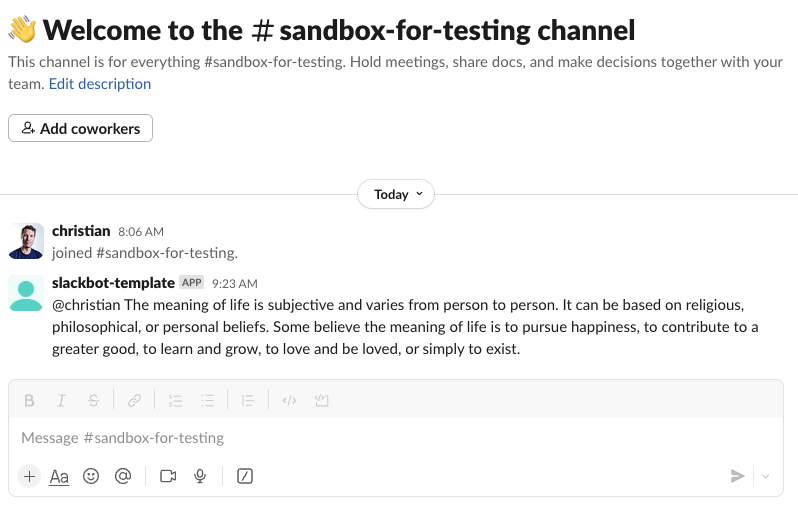 👋 Welcome to the # sandbox-for-testing channel
This channel is for everything #sandbox-for-testing. Hold meetings, share docs, and make decisions together with your
team. Edit description
Add coworkers
Today
christian 8:06 AM
joined #sandbox-for-testing.
slackbot-template APP 9:23 AM
@christian The meaning of life is subjective and varies from person to person. It can be based on religious,
philosophical, or personal beliefs. Some believe the meaning of life is to pursue happiness, to contribute to a
greater good, to learn and grow, to love and be loved, or simply to exist.
B I S
Message #sandbox-for-testing
+ Aa @